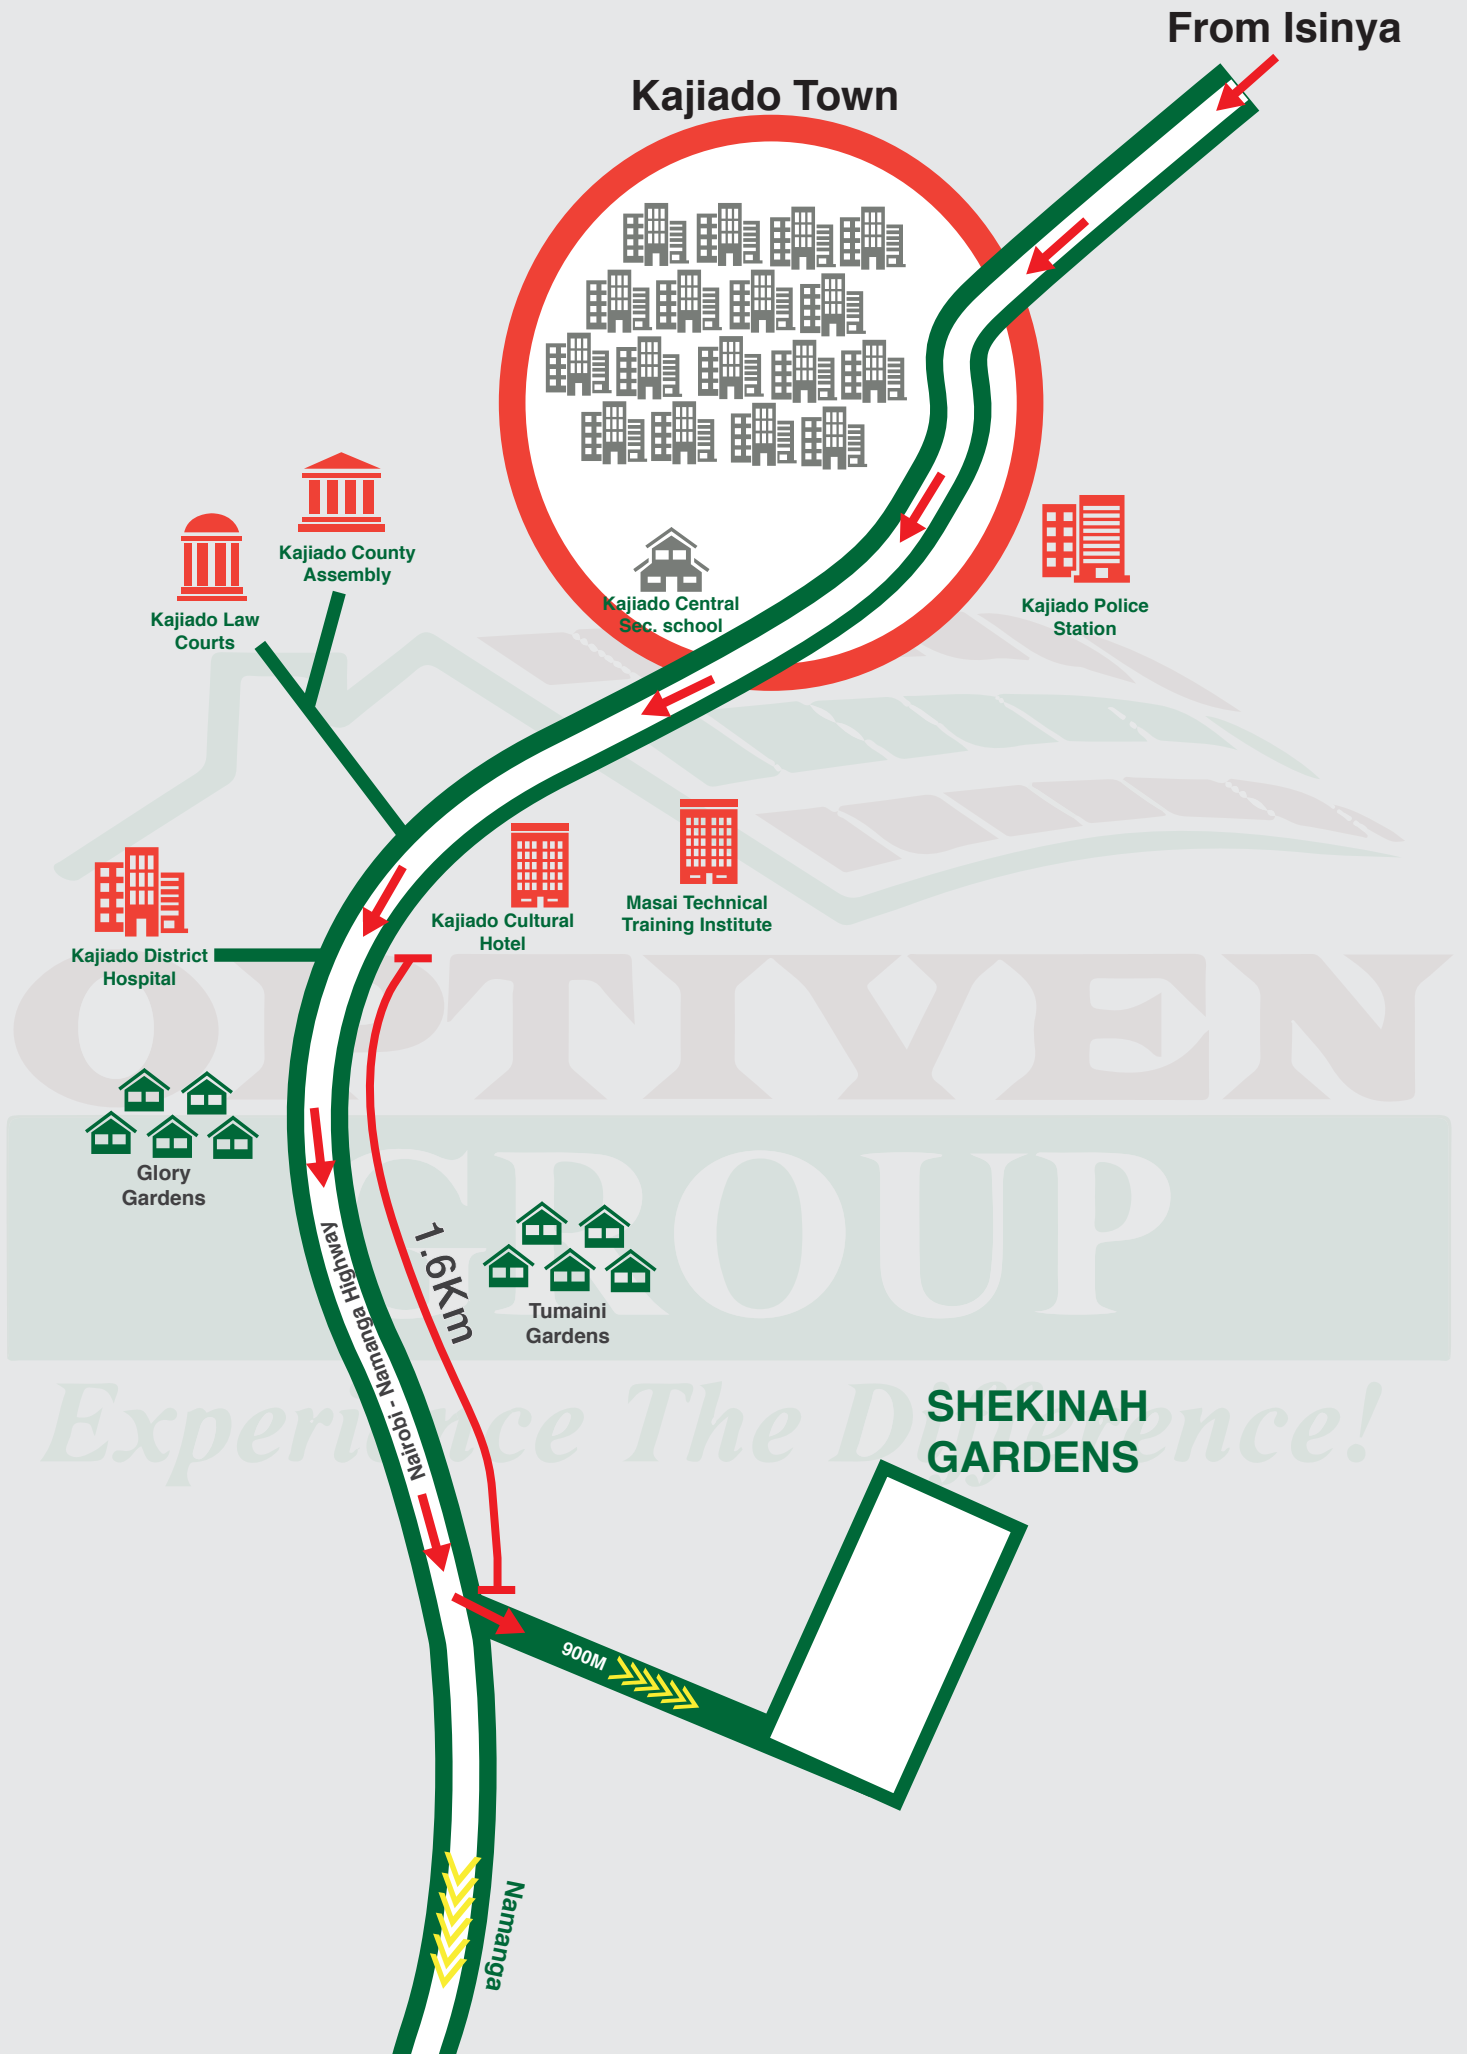 From Isinya
Kajiado Town
Kajiado County
Assembly
Kajiado Law
Courts
Kajiado Central
Sec. school
Kajiado Police
Station
Masai Technical
Training Institute
Kajiado Cultural
Hotel
Kajiado District
Hospital
OPTIVEN
GROUP
Experience The Difference!
Glory
Gardens
Nairobi - Namanga Highway
1.6Km
Tumaini
Gardens
SHEKINAH
GARDENS
900M
Namanga